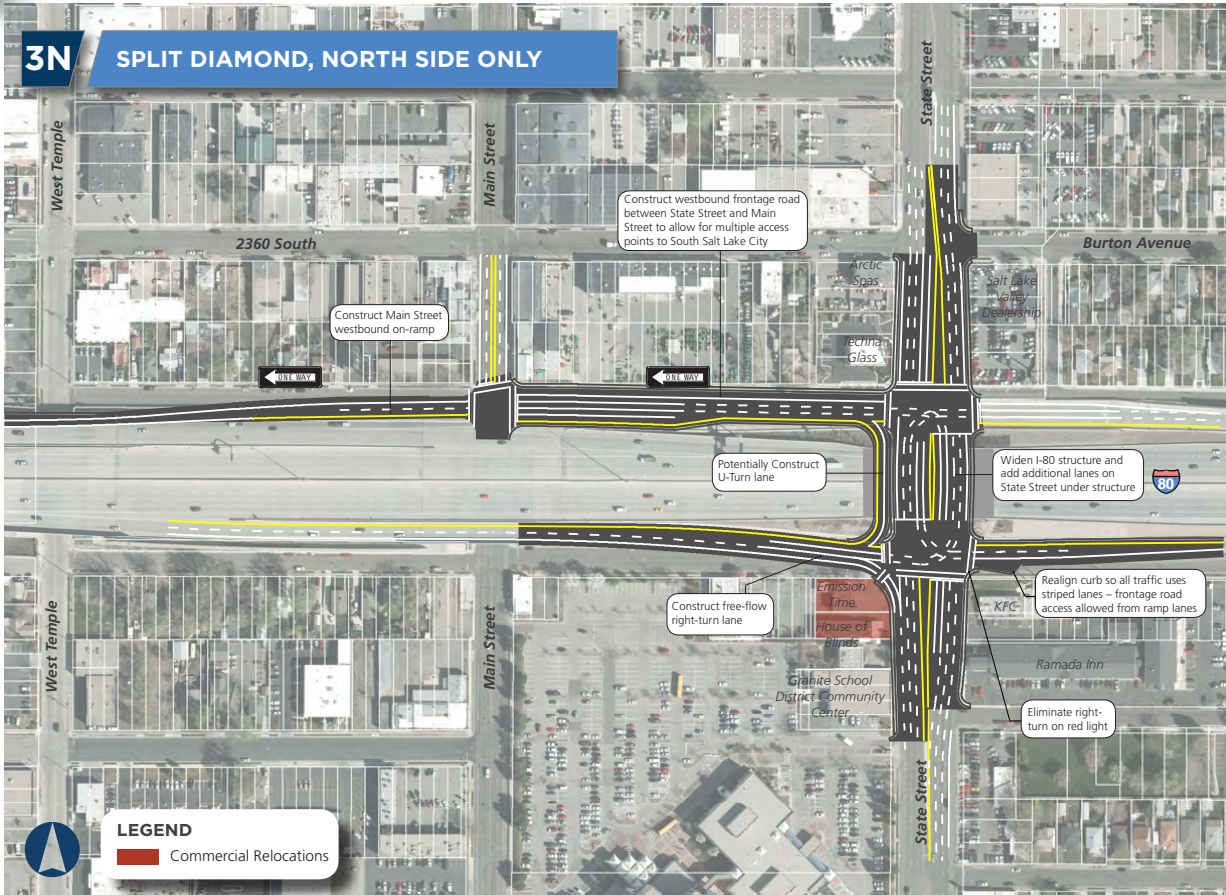 3N
SPLIT DIAMOND, NORTH SIDE ONLY
State Street
West Temple
Main Street
Construct westbound frontage road
between State Street and Main
Street to allow for multiple access
points to South Salt Lake City
2360 South
Burton Avenue
Arctic
Spas
Salt Lake
Valley
Dealership
Construct Main Street
westbound on-ramp
Techna
Glass
ONE WAY
ONE WAY
Potentially Construct
U-Turn lane
Widen I-80 structure and
add additional lanes on
State Street under structure
80
Realign curb so all traffic uses
striped lanes – frontage road
access allowed from ramp lanes
Construct free-flow
right-turn lane
Emission
Time
KFC
House of
Blinds
West Temple
Main Street
Ramada Inn
Granite School
District Community
Center
Eliminate right-
turn on red light
State Street
LEGEND
Commercial Relocations